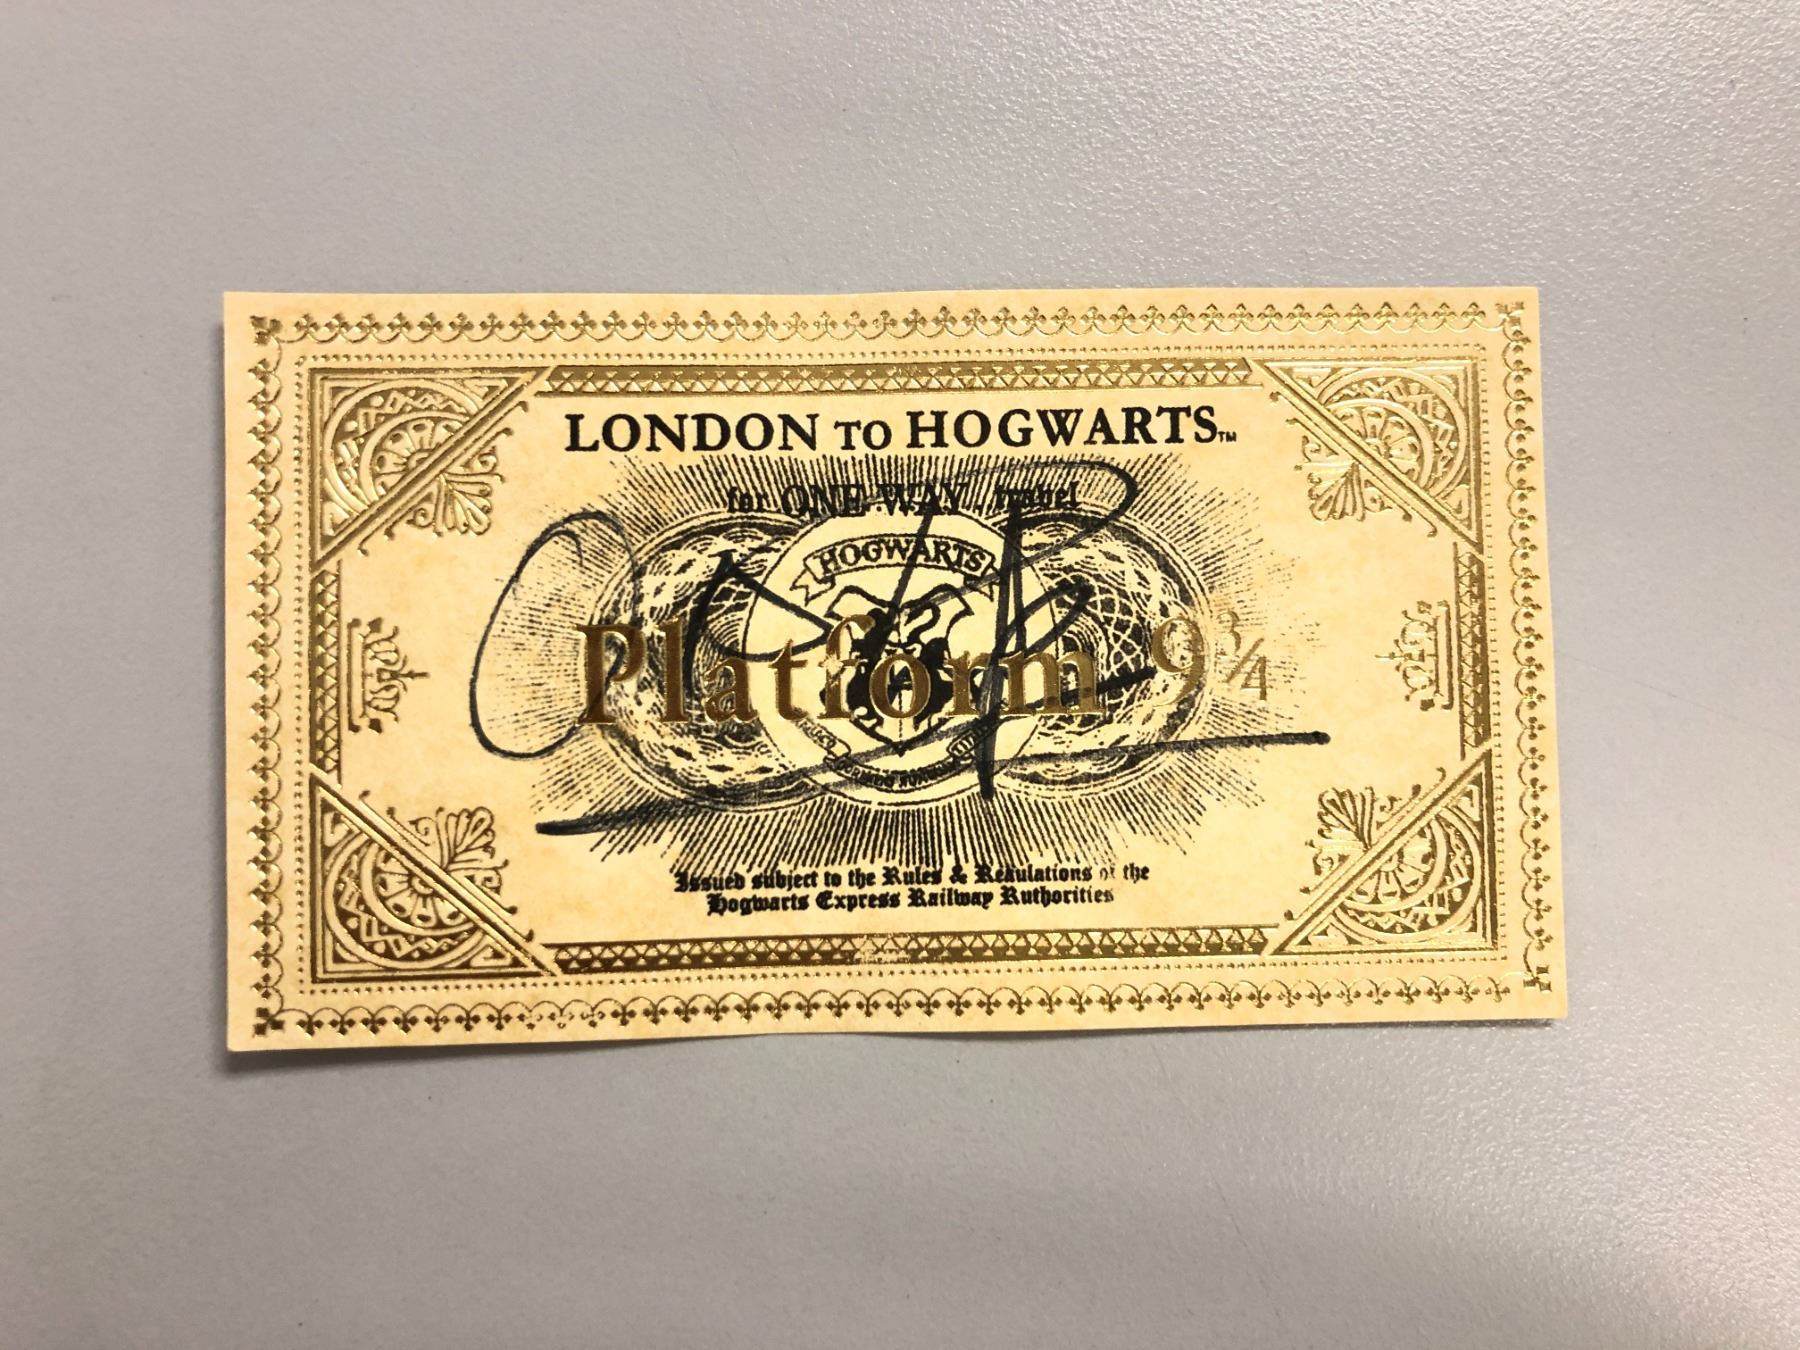 LONDON TO HOGWARTS™
for ONE WAY travel
HOGWARTS
Platform 9¾
Issued subject to the Rules & Regulations of the
Hogwarts Express Railway Authorities